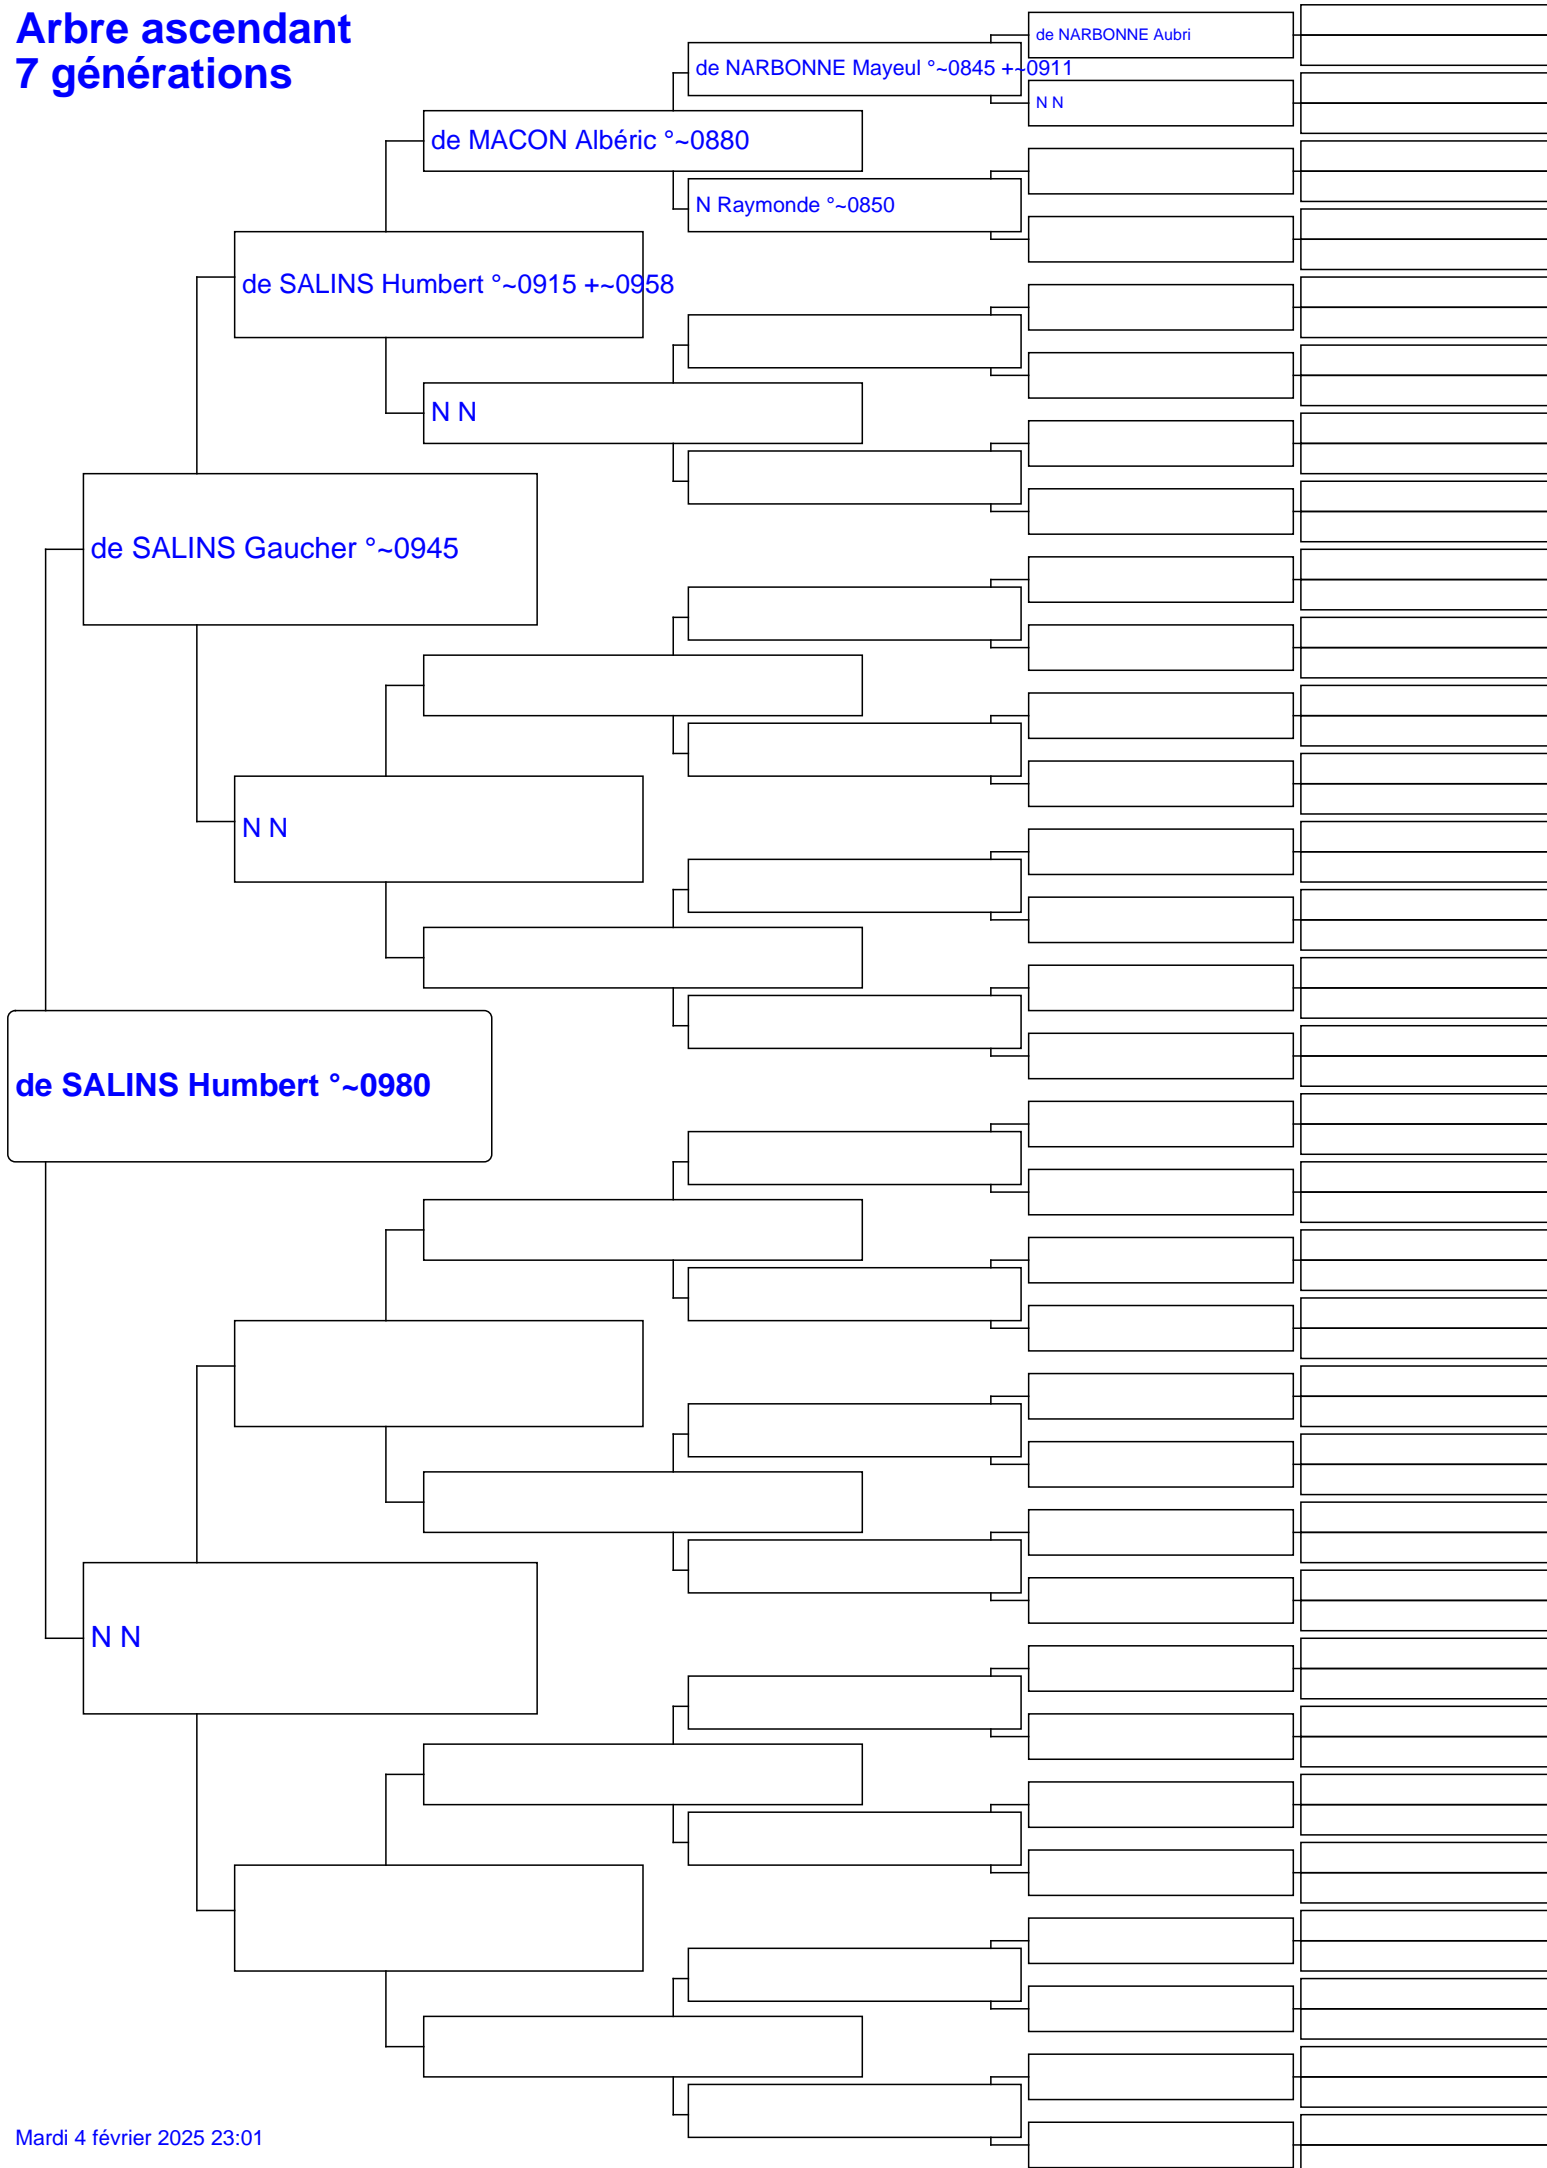 Arbre ascendant
7 générations
de NARBONNE Aubri
de NARBONNE Mayeul °~0845 +~0911
N N
de MACON Albéric °~0880
N Raymonde °~0850
de SALINS Humbert °~0915 +~0958
N N
de SALINS Gaucher °~0945
N N
de SALINS Humbert °~0980
N N
Mardi 4 février 2025 23:01